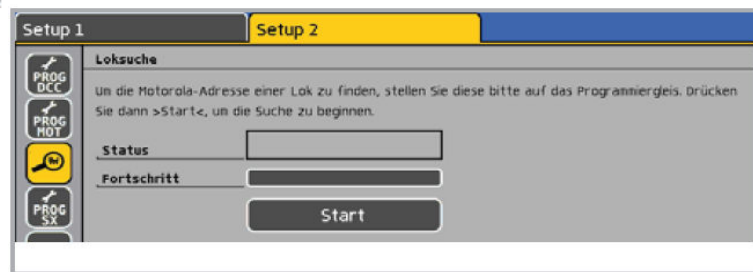 Setup 1
Setup 2
PROG
DCC
PROG
MOT
PROG
SX
Loksuche
Um die Motorola-Adresse einer Lok zu finden, stellen Sie diese bitte auf das Programmiergleis. Drücken
Sie dann >Start<, um die Suche zu beginnen.
Status
Fortschritt
Start